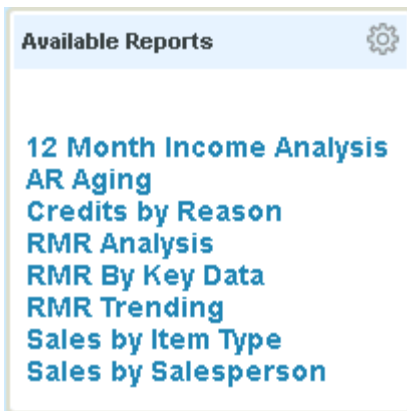 Available Reports
12 Month Income Analysis
AR Aging
Credits by Reason
RMR Analysis
RMR By Key Data
RMR Trending
Sales by Item Type
Sales by Salesperson